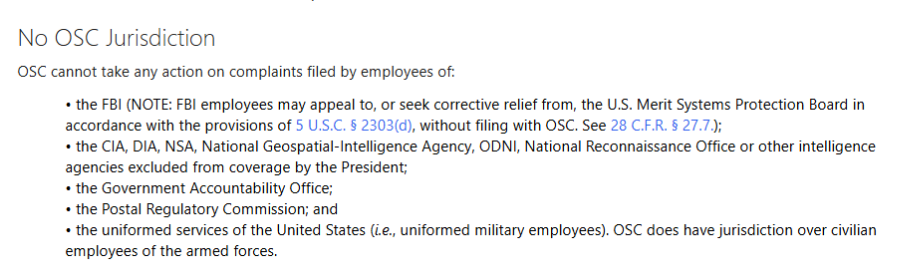 No OSC Jurisdiction
OSC cannot take any action on complaints filed by employees of:
• the FBI (NOTE: FBI employees may appeal to, or seek corrective relief from, the U.S. Merit Systems Protection Board in
accordance with the provisions of 5 U.S.C. § 2303(d), without filing with OSC. See 28 C.F.R. § 27.7.);
• the CIA, DIA, NSA, National Geospatial-Intelligence Agency, ODNI, National Reconnaissance Office or other intelligence
agencies excluded from coverage by the President;
• the Government Accountability Office;
• the Postal Regulatory Commission; and
• the uniformed services of the United States (i.e., uniformed military employees). OSC does have jurisdiction over civilian
employees of the armed forces.